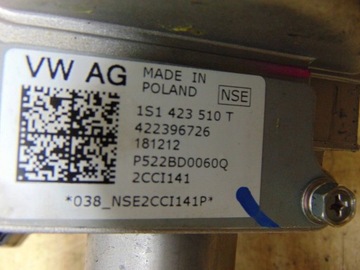 VW AG
MADE IN
POLAND
NSE
1S1 423 510 T
422396726
181212
P522BD0060Q
2CCI141
*038_NSE2CCI141P*